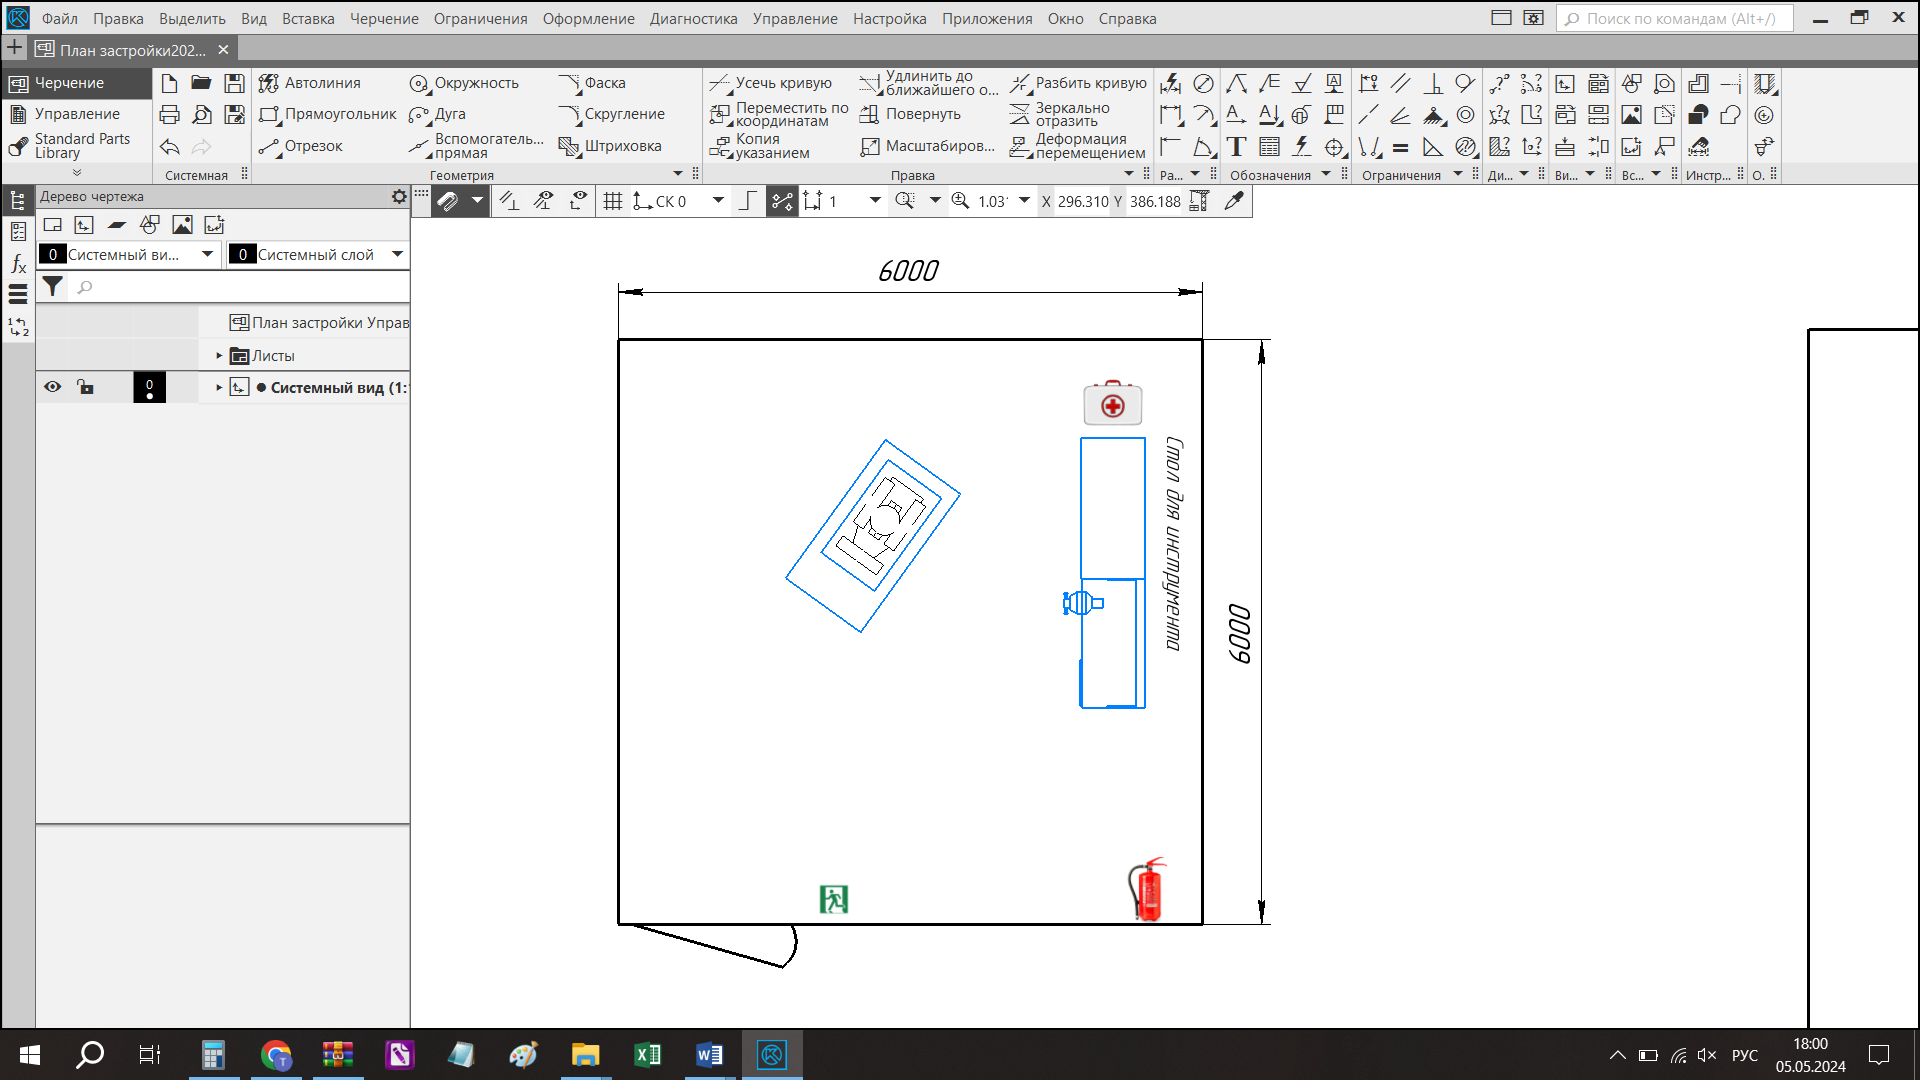 Файл Правка Выделить Вид Вставка Черчение Ограничения Оформление Диагностика Управление Настройка Приложения Окно Справка Поиск по командам (Alt+/)
План застройки202...
Черчение
Управление
Standard Parts
Library
Системная
Автолиния
Прямоугольник
Отрезок
Окружность
Дуга
Вспомогатель...
прямая
Фаска
Скругление
Штриховка
Геометрия
Усечь кривую
Переместить по
координатам
Копия
указанием
Удлинить до
ближайшего о...
Повернуть
Масштабиров...
Разбить кривую
Зеркально
отразить
Деформация
перемещением
Правка
Ра...
Обозначения
Ограничения
Ди...
Ви...
Вс...
Инстр...
О.
Дерево чертежа
СК 0
1
X 296.310 Y 386.188
0 Системный ви...
0 Системный слой
План застройки Управ
Листы
0
Системный вид (1:
6000
6000
Стол для инструмента
РУС
18:00
05.05.2024